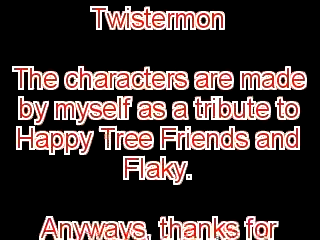 Twistermon
The characters are made
by myself as a tribute to
Happy Tree Friends and
Flaky.
Anyways, thanks for